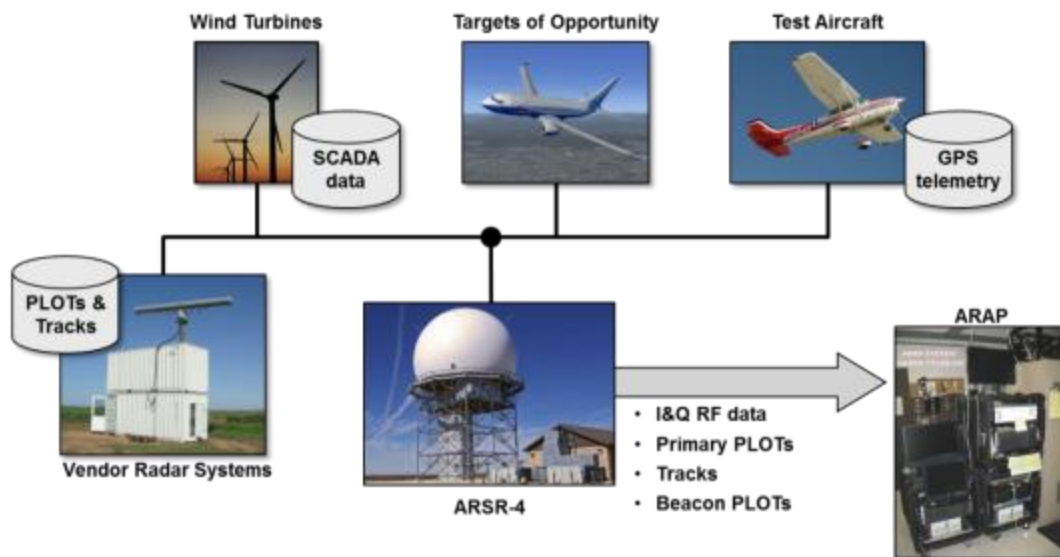 Wind Turbines
Targets of Opportunity
Test Aircraft
SCADA
data
GPS
telemetry
PLOTs &
Tracks
ARAP
• I&Q RF data
• Primary PLOTs
• Tracks
• Beacon PLOTs
Vendor Radar Systems
ARSR-4